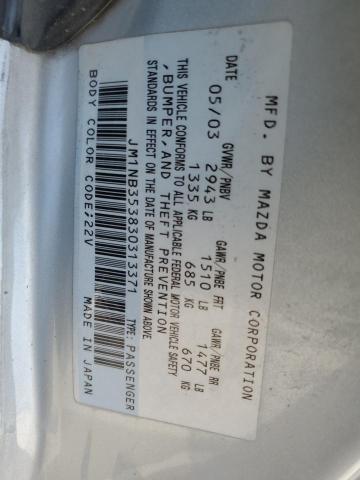 MFD. BY MAZDA MOTOR CORPORATION
DATE GVWR/PNBV GAWR/PNBE FRT GAWR/PNBE RR
05/03 2943 LB 1510 LB 1477 LB
1335 KG 685 KG 670 KG
THIS VEHICLE CONFORMS TO ALL APPLICABLE FEDERAL MOTOR VEHICLE SAFETY
, BUMPER, AND THEFT PREVENTION
STANDARDS IN EFFECT ON THE DATE OF MANUFACTURE SHOWN ABOVE
JM1NB353830313371 TYPE: PASSENGER
BODY COLOR CODE: 22V MADE IN JAPAN